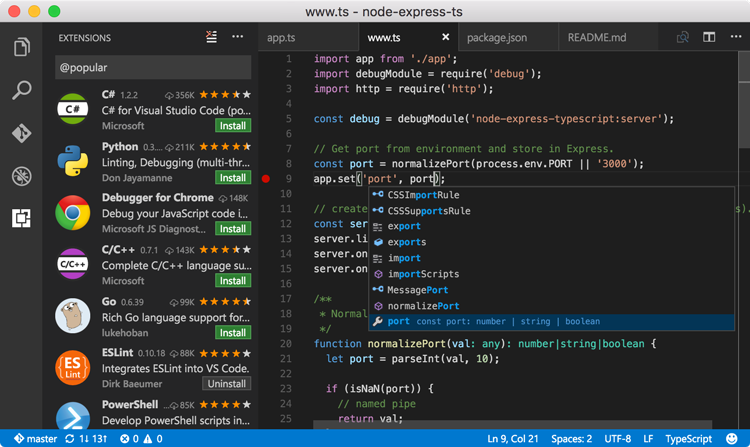 www.ts - node-express-ts
EXTENSIONS
@popular
C# 1.2.2 356K
C# for Visual Studio Code (po...
Microsoft Install
Python 0.3.... 211K
Linting, Debugging (multi-thr...
Don Jayamanne Install
Debugger for Chrome 148K
Debug your JavaScript code i...
Microsoft JS Diagnost... Install
C/C++ 0.7.1 143K
Complete C/C++ language su...
Microsoft Install
Go 0.6.39 99K
Rich Go language support for...
lukehoban Install
ESLint 0.10.18 88K
Integrates ESLint into VS Code.
Dirk Baeumer Uninstall
PowerShell ... 85K
Develop PowerShell scripts in...
C#
C/C++
ES
Lint
app.ts www.ts package.json README.md
1 import app from './app';
2 import debugModule = require('debug');
3 import http = require('http');
4
5 const debug = debugModule('node-express-typescript:server');
6
7 // Get port from environment and store in Express.
8 const port = normalizePort(process.env.PORT || '3000');
9 app.set('port', port);
10
11 // create s).
12 const ser
13 server.li
14 server.on
15 server.on
16
17 /**
18 * Normal
19 */
20 function normalizePort(val: any): number|string|boolean {
21 let port = parseInt(val, 10);
22
23 if (isNaN(port)) {
24 // named pipe
25 return val;
CSSImportRule
CSSSupportsRule
export
exports
import
importScripts
MessagePort
normalizePort
port const port: number | string | boolean
master 1↓ 13↑ 0 0 Ln 9, Col 21 Spaces: 2 UTF-8 LF TypeScript